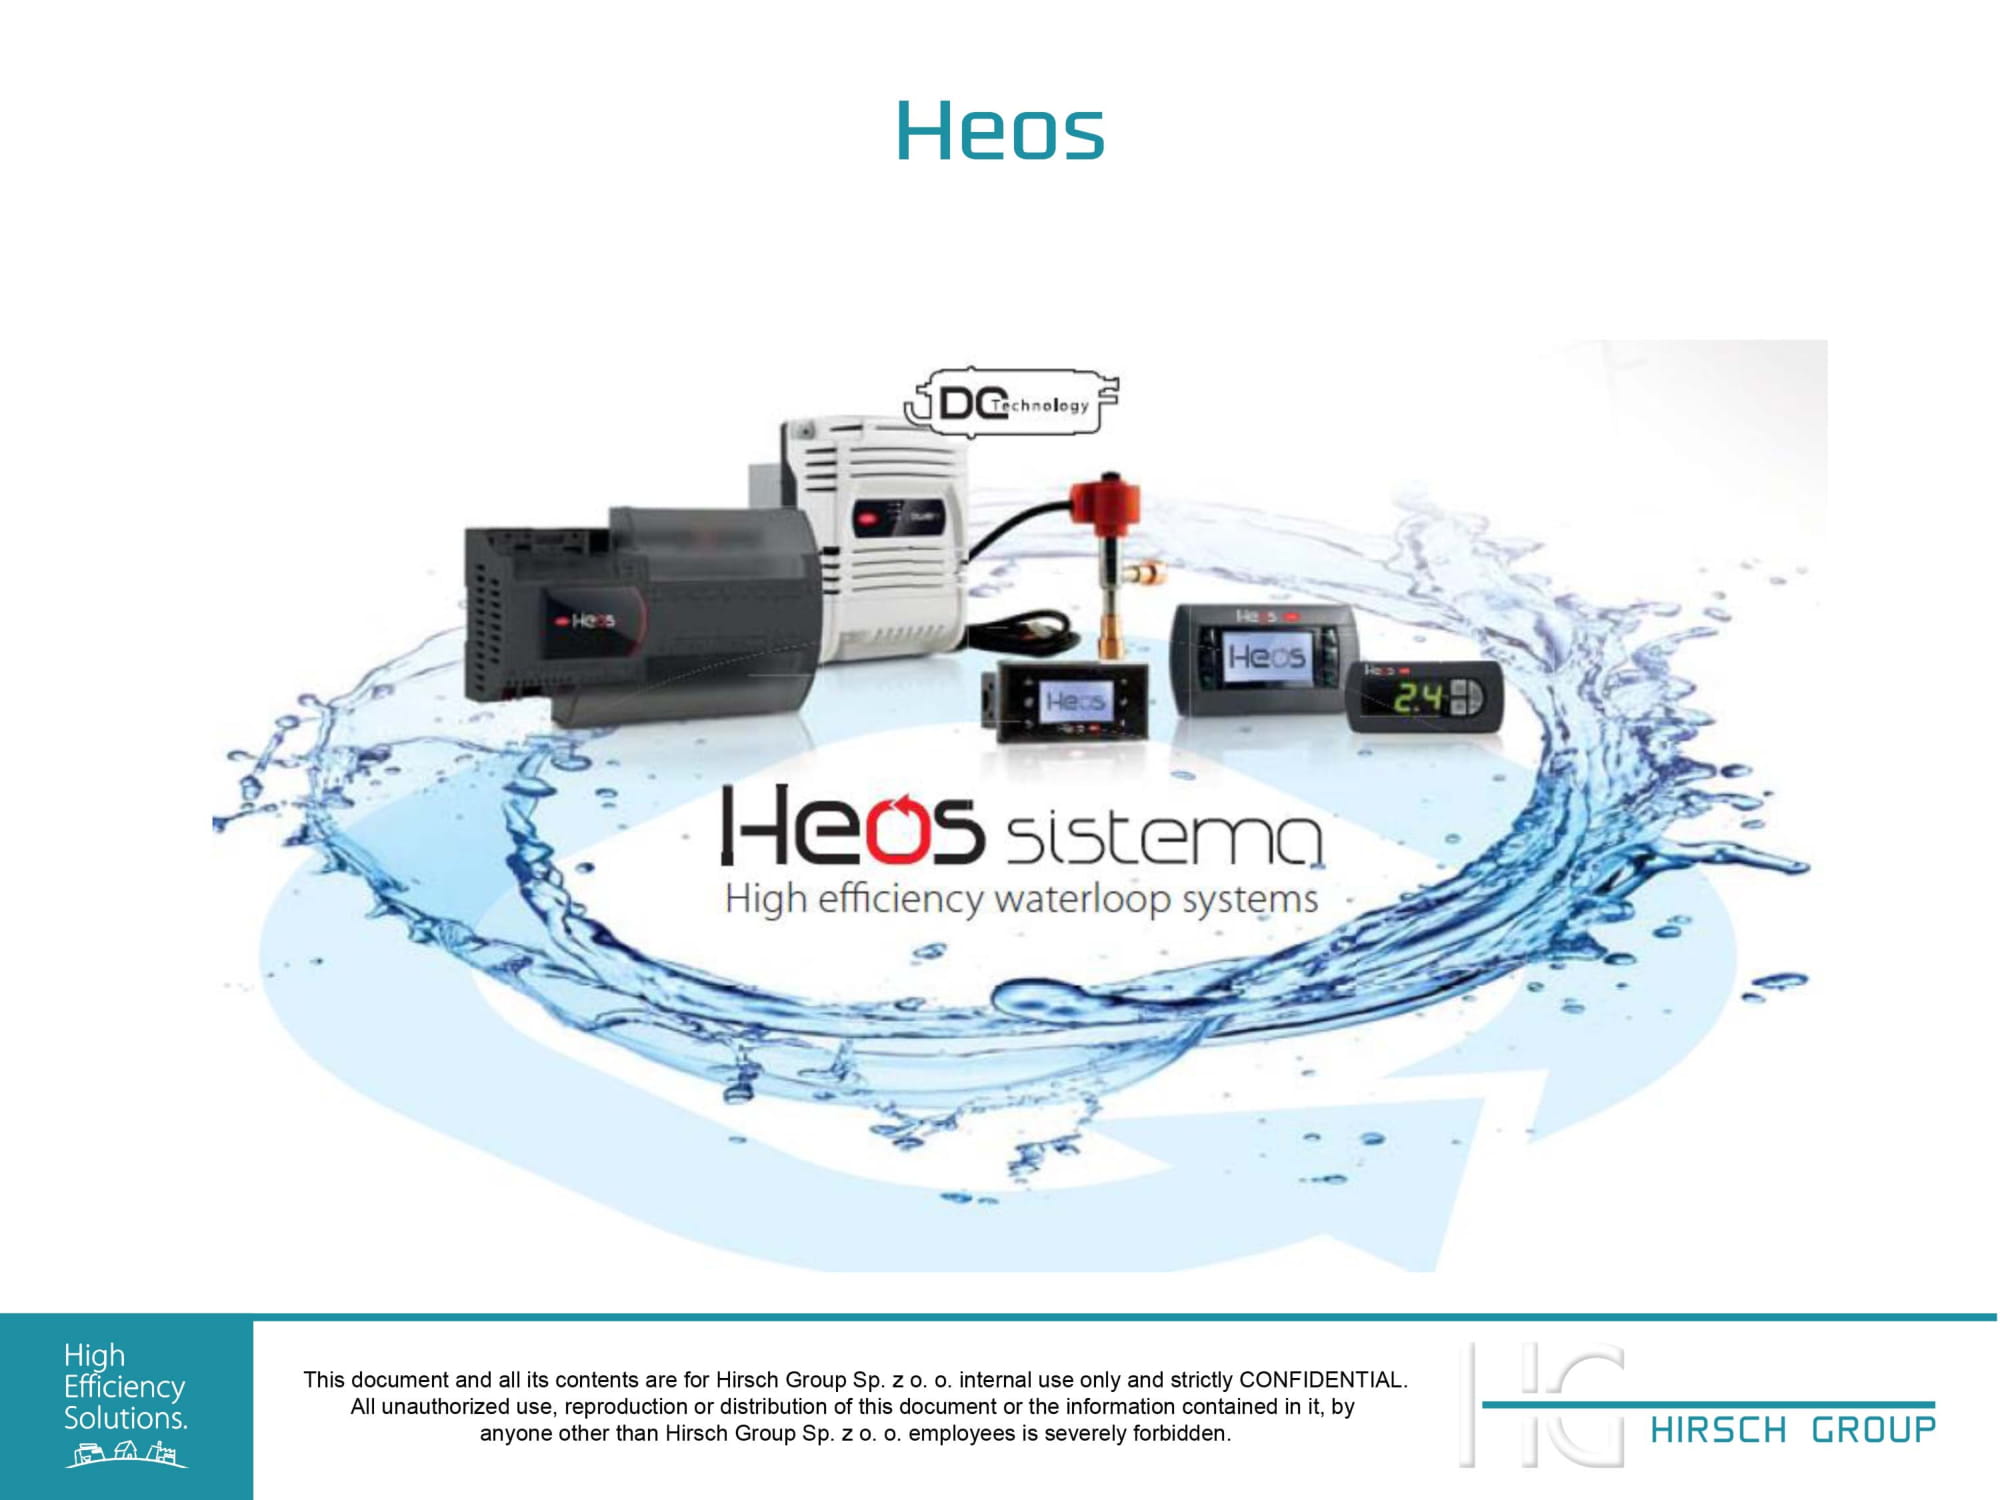 Heos
DC Technology
Heos
Heos
Heos
Heos
Heos
2.4
Heos sistema
High efficiency waterloop systems
High
Efficiency
Solutions.
This document and all its contents are for Hirsch Group Sp. z o. o. internal use only and strictly CONFIDENTIAL.
All unauthorized use, reproduction or distribution of this document or the information contained in it, by
anyone other than Hirsch Group Sp. z o. o. employees is severely forbidden.
HG
HIRSCH GROUP